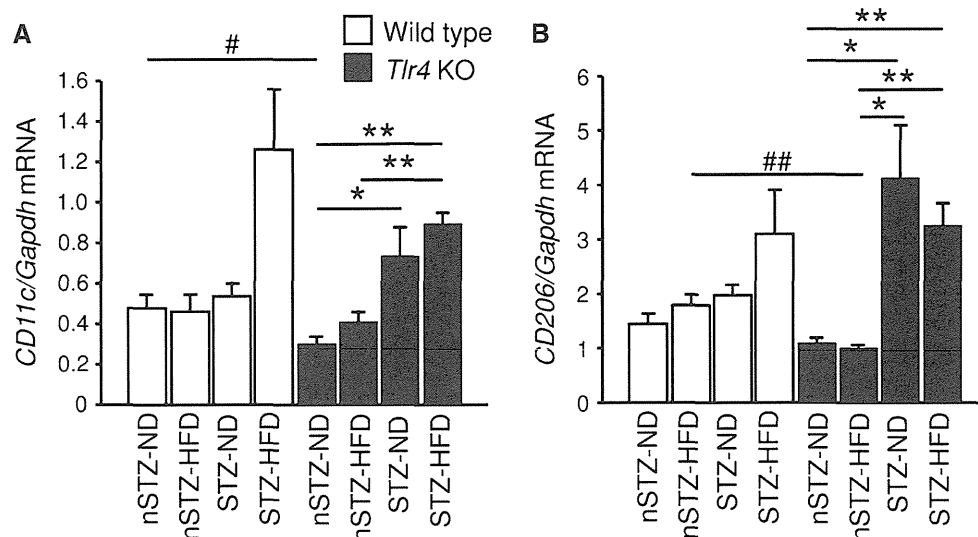 A
#
Wild type
Tlr4 KO
CD11c/Gapdh mRNA
1.6
1.4
1.2
1.0
0.8
0.6
0.4
0.2
0
**
**
*
nSTZ-ND
nSTZ-HFD
STZ-ND
STZ-HFD
nSTZ-ND
nSTZ-HFD
STZ-ND
STZ-HFD
B
**
*
**
*
##
CD206/Gapdh mRNA
6
5
4
3
2
1
0
nSTZ-ND
nSTZ-HFD
STZ-ND
STZ-HFD
nSTZ-ND
nSTZ-HFD
STZ-ND
STZ-HFD